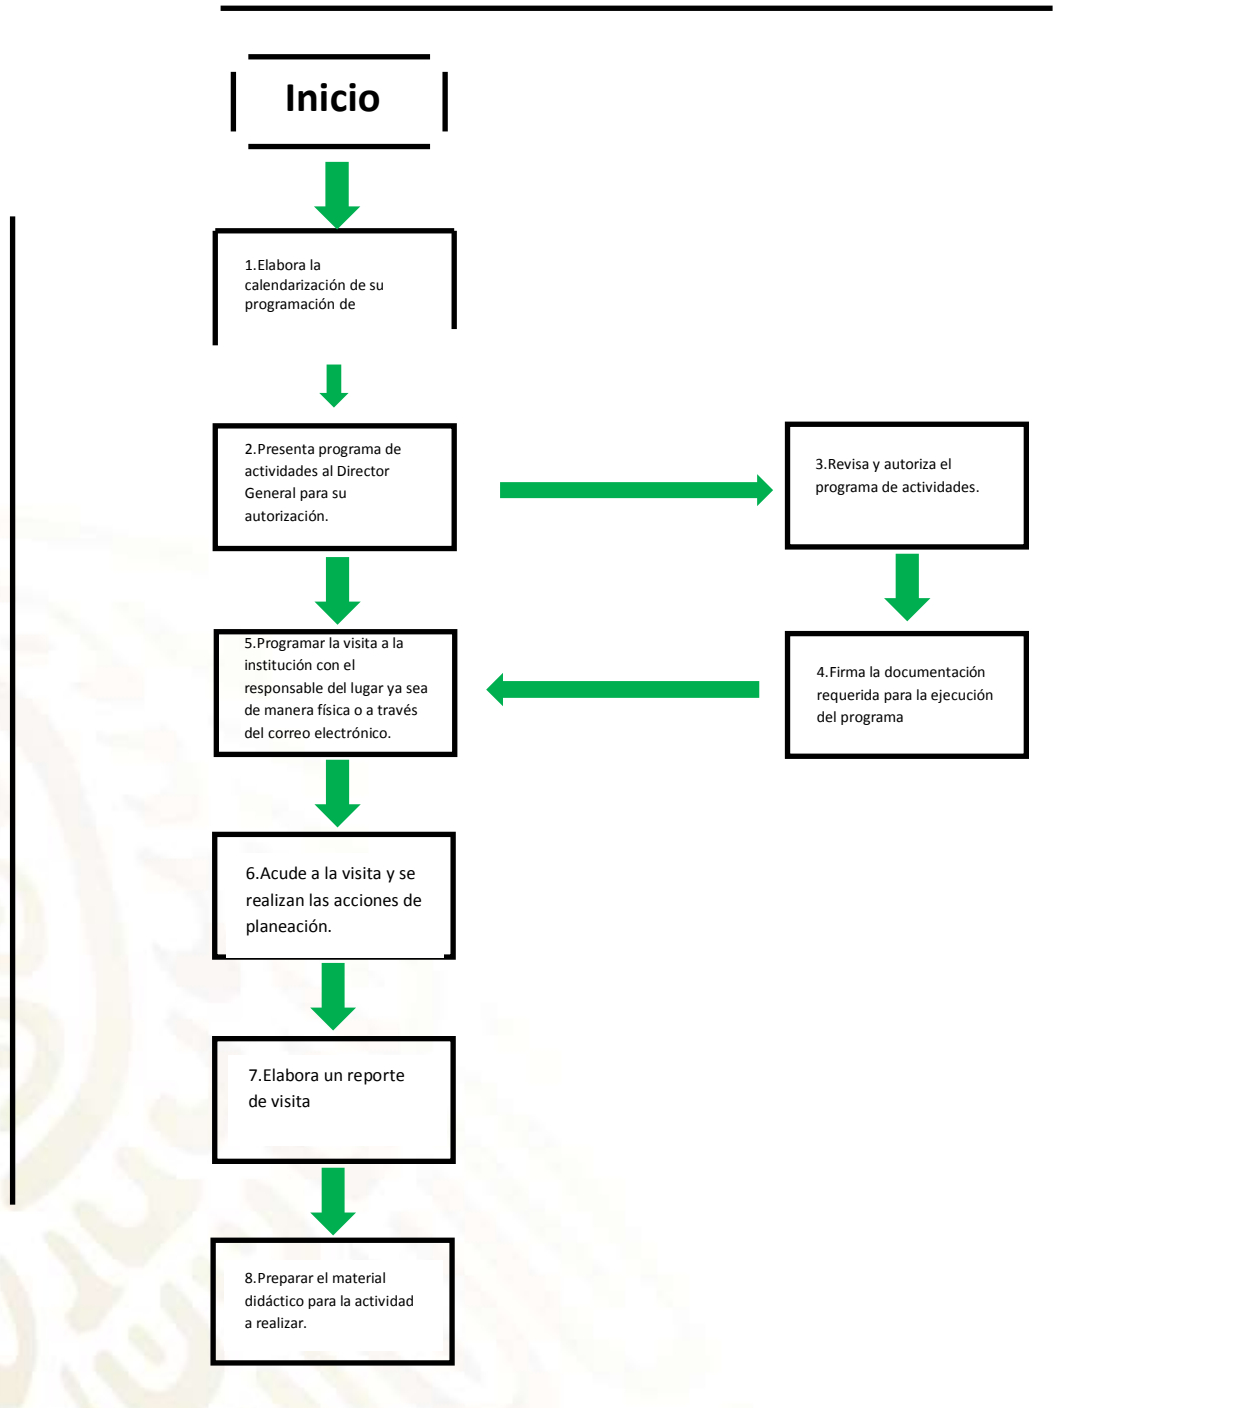 Inicio
1.Elabora la
calendarización de su
programación de
2.Presenta programa de
actividades al Director
General para su
autorización.
3.Revisa y autoriza el
programa de actividades.
4.Firma la documentación
requerida para la ejecución
del programa
5.Programar la visita a la
institución con el
responsable del lugar ya sea
de manera física o a través
del correo electrónico.
6.Acude a la visita y se
realizan las acciones de
planeación.
7.Elabora un reporte
de visita
8.Preparar el material
didáctico para la actividad
a realizar.